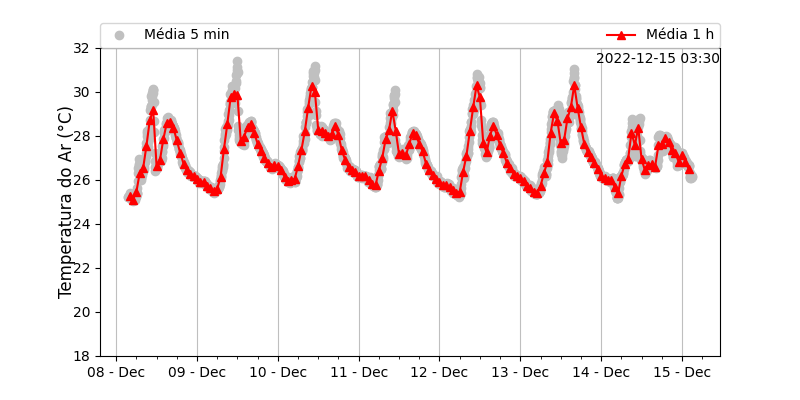 Média 5 min
Média 1 h
2022-12-15 03:30
Temperatura do Ar (°C)
32
30
28
26
24
22
20
18
08 - Dec
09 - Dec
10 - Dec
11 - Dec
12 - Dec
13 - Dec
14 - Dec
15 - Dec